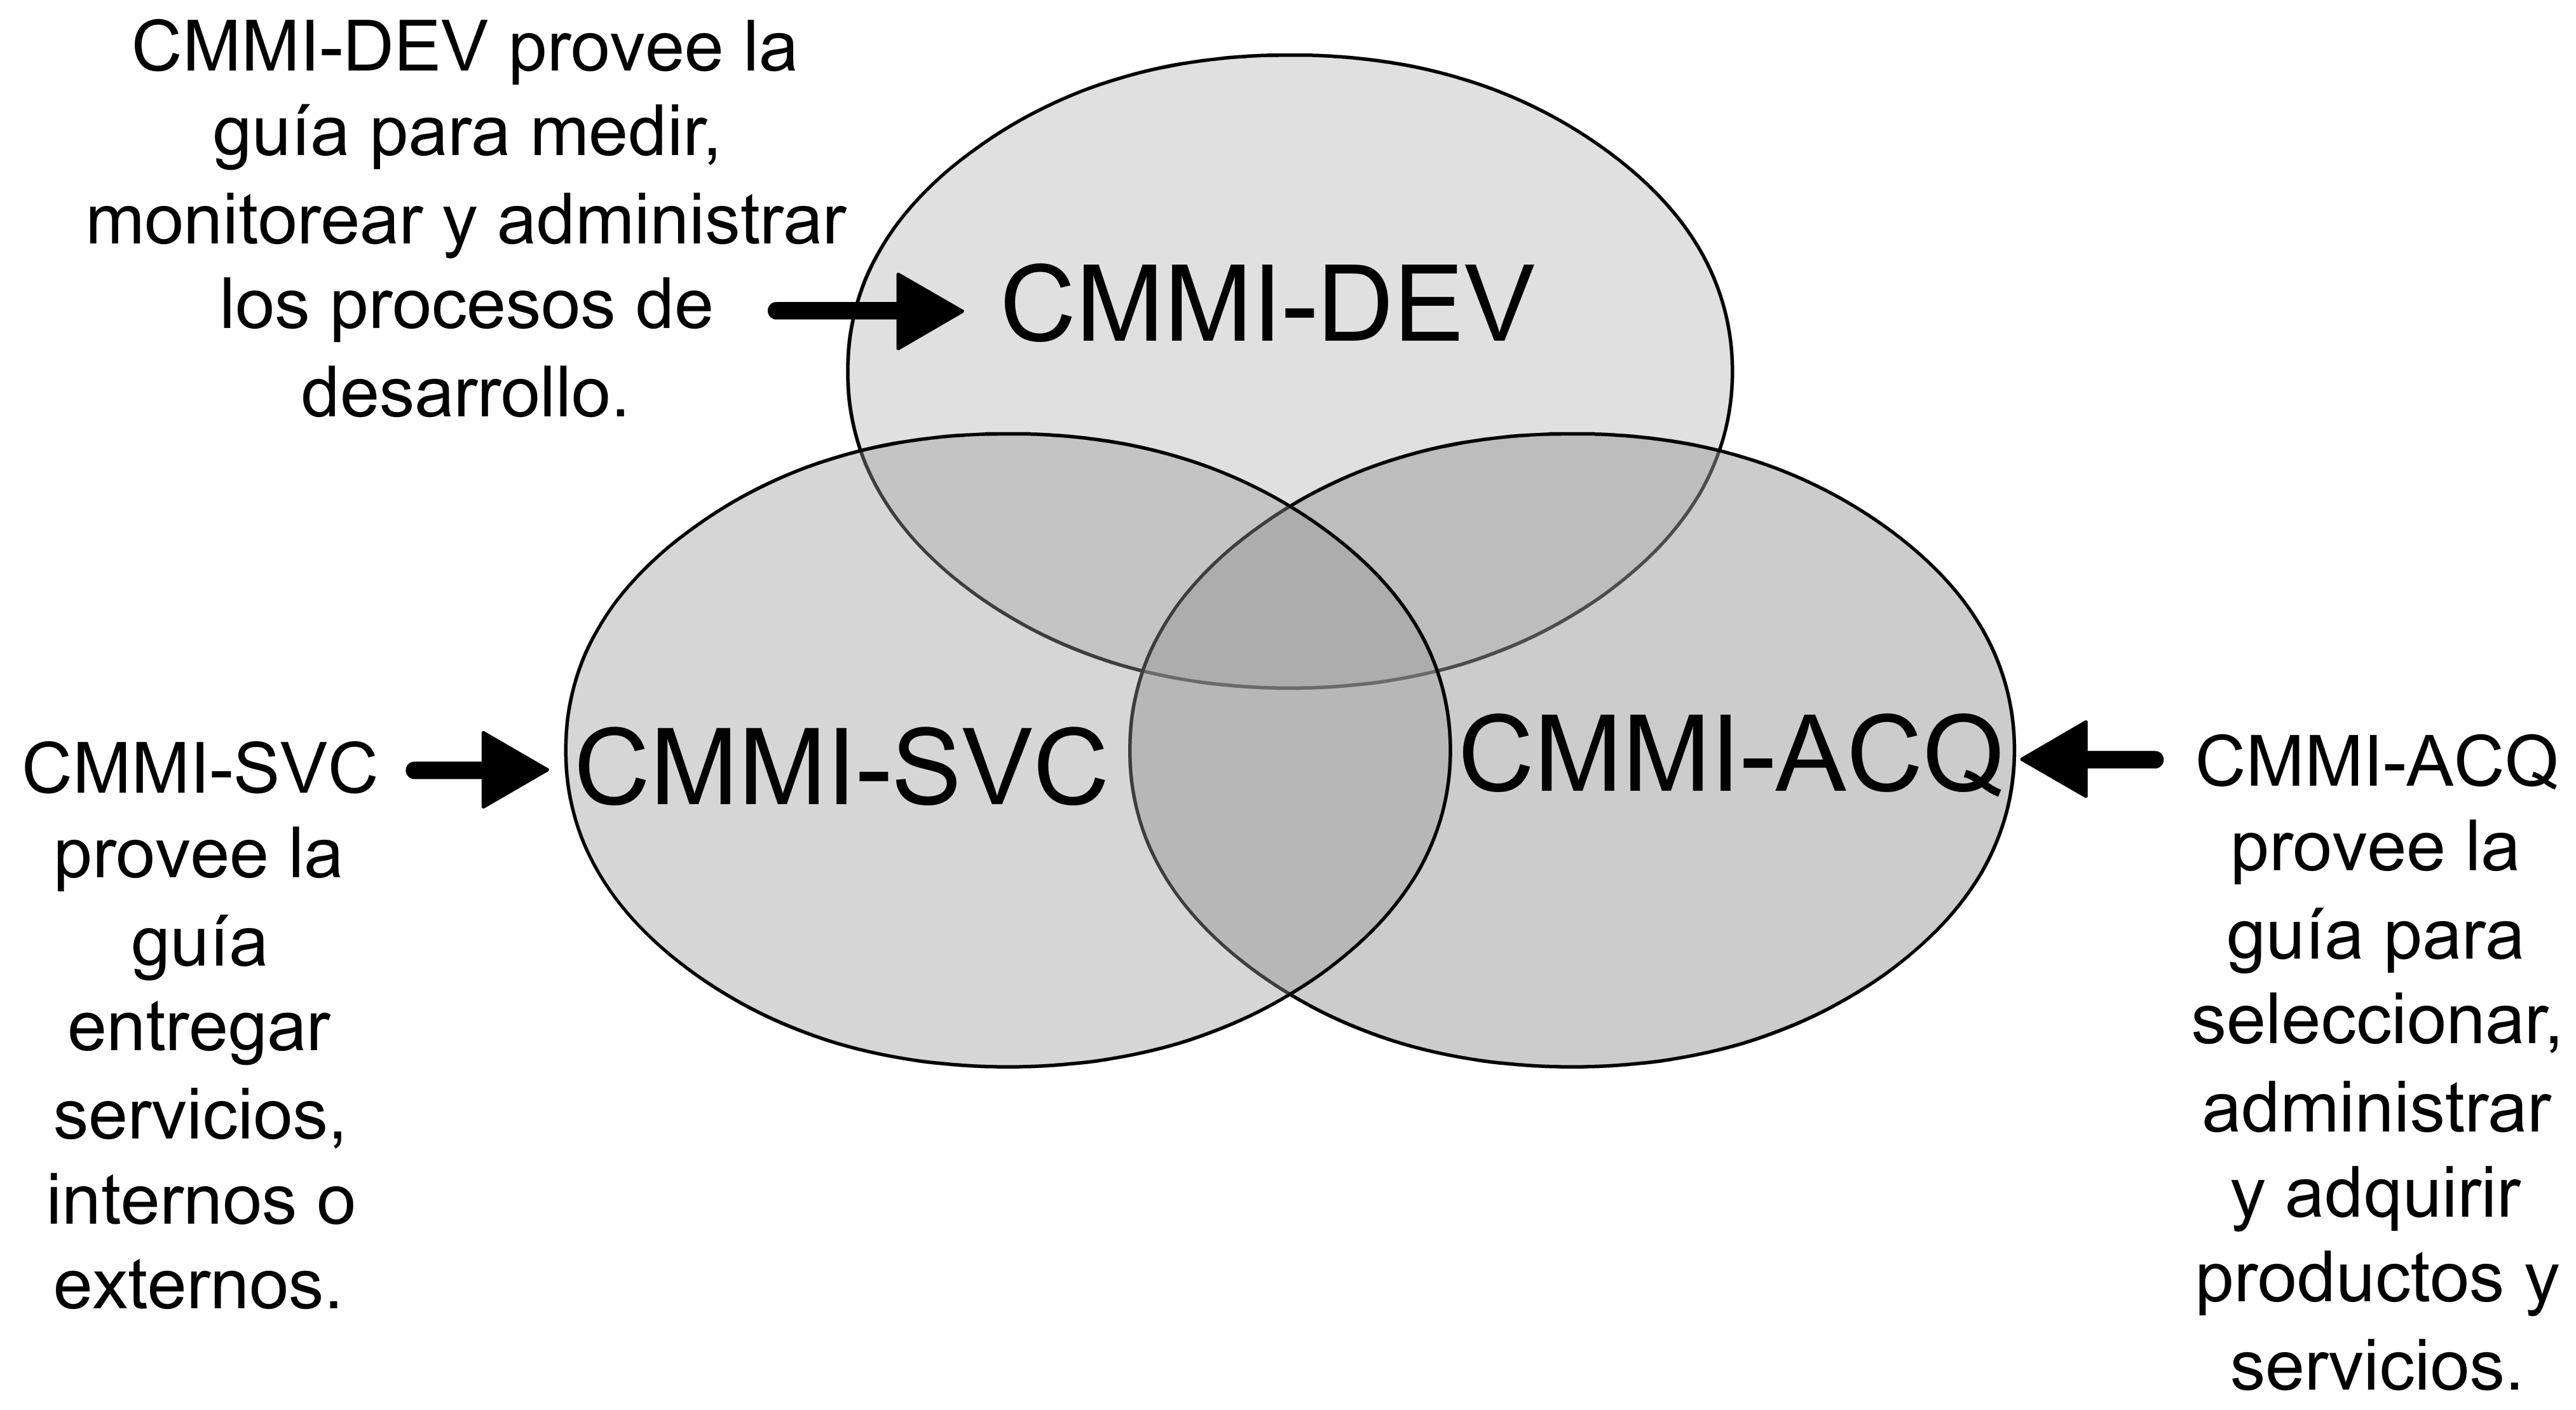 CMMI-DEV provee la
guía para medir,
monitorear y administrar
los procesos de
desarrollo.
CMMI-DEV
CMMI-SVC
provee la
guía
entregar
servicios,
internos o
externos.
CMMI-SVC
CMMI-ACQ
CMMI-ACQ
provee la
guía para
seleccionar,
administrar
y adquirir
productos y
servicios.